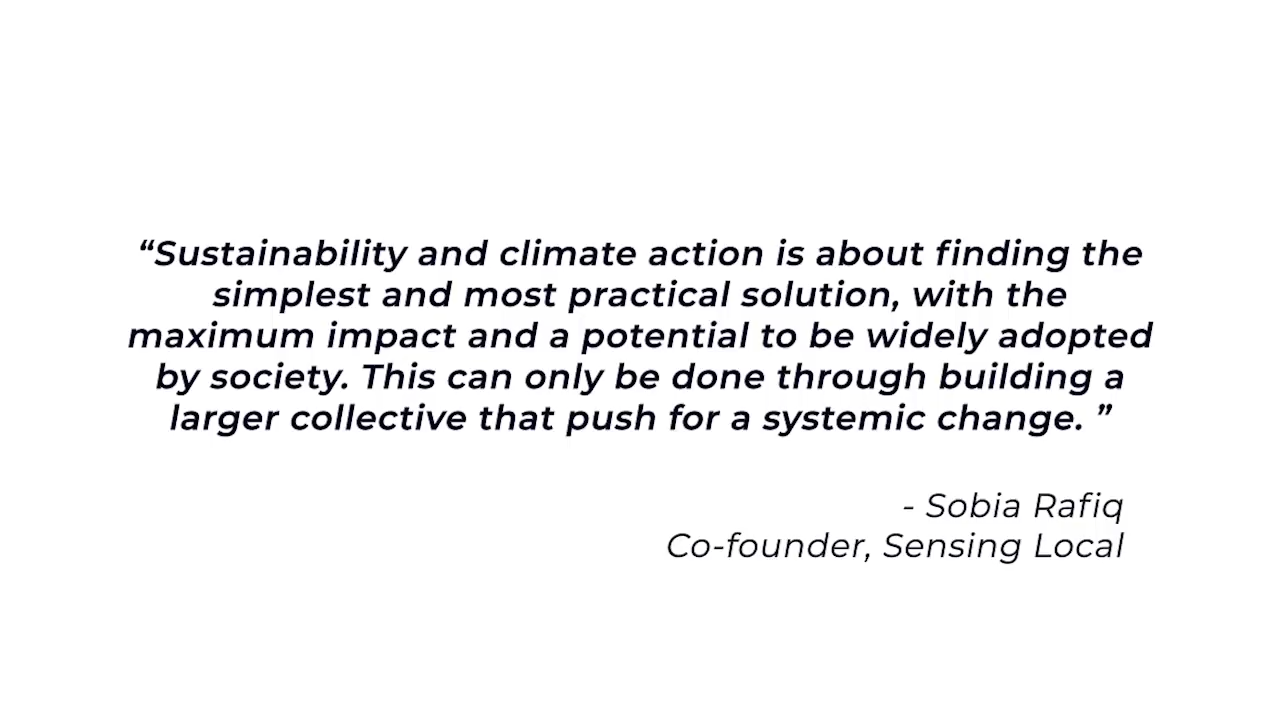 “Sustainability and climate action is about finding the
simplest and most practical solution, with the
maximum impact and a potential to be widely adopted
by society. This can only be done through building a
larger collective that push for a systemic change. ”
- Sobia Rafiq
Co-founder, Sensing Local